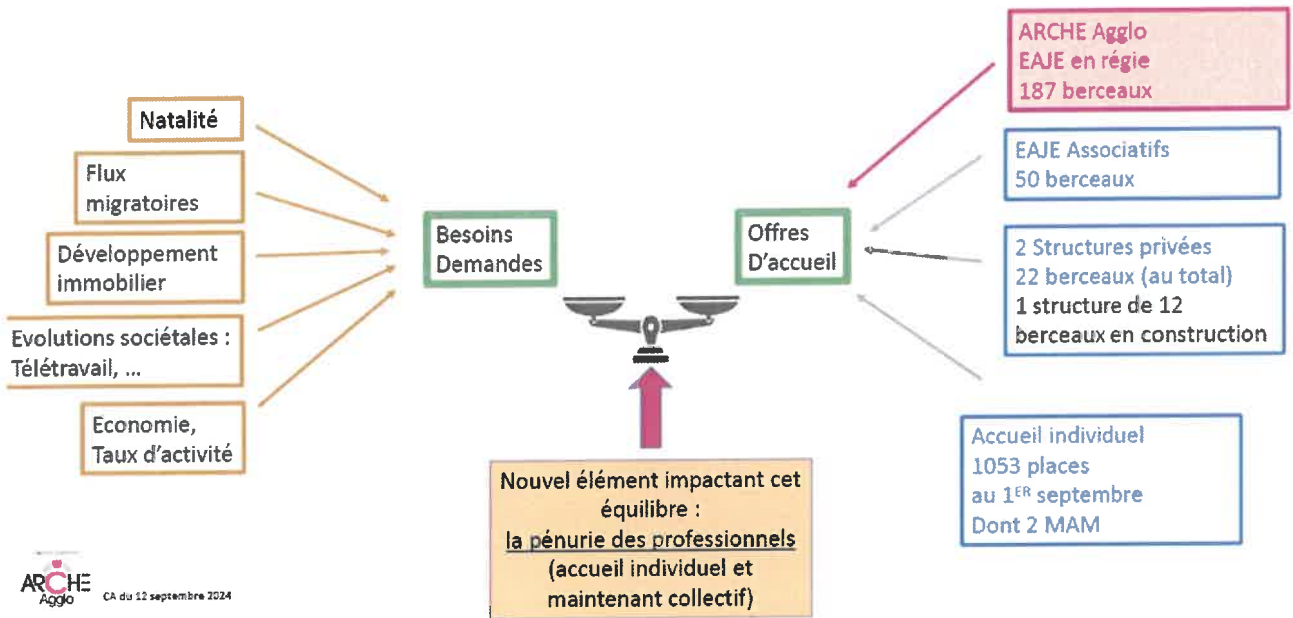 Natalité
Flux
migratoires
Développement
immobilier
Evolutions sociétales :
Télétravail, ...
Economie,
Taux d'activité
Besoins
Demandes
Offres
D'accueil
Nouvel élément impactant cet
équilibre :
la pénurie des professionnels
(accueil individuel et
maintenant collectif)
ARCHE Agglo
EAJE en régie
187 berceaux
EAJE Associatifs
50 berceaux
2 Structures privées
22 berceaux (au total)
1 structure de 12
berceaux en construction
Accueil individuel
1053 places
au 1ER septembre
Dont 2 MAM
ARCHE
Agglo
CA du 12 septembre 2024